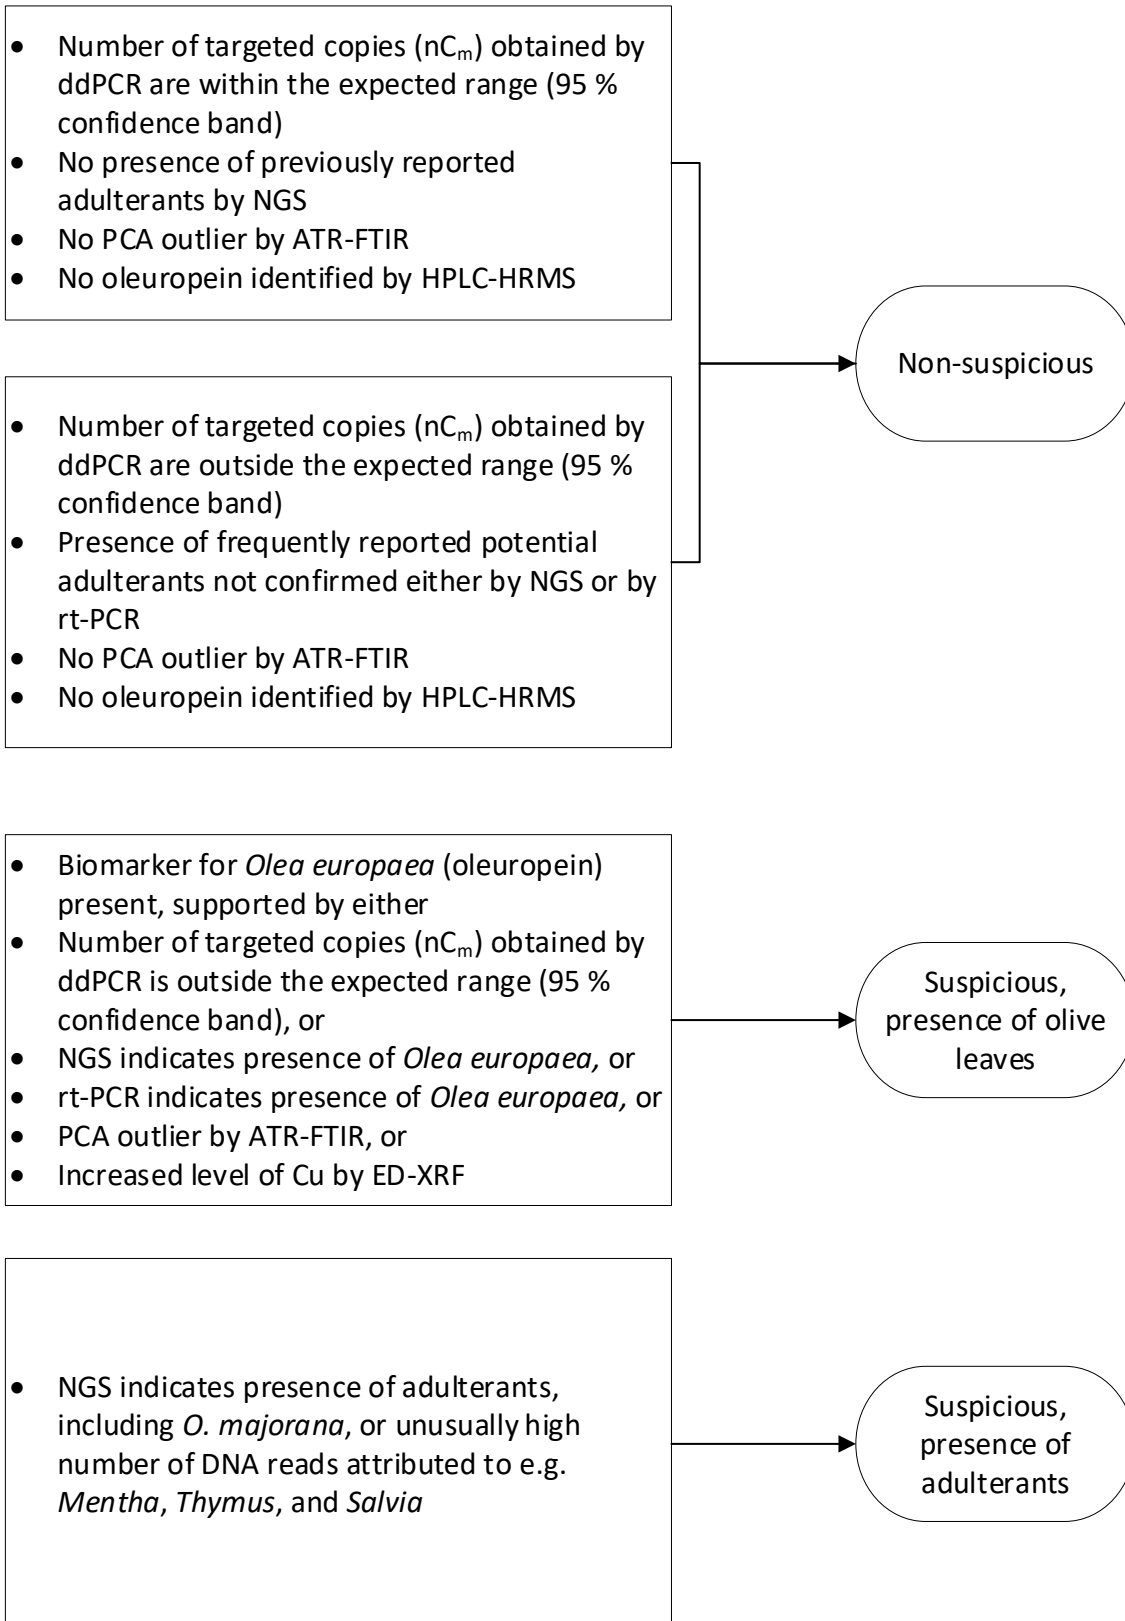 • Number of targeted copies (nCm) obtained by
ddPCR are within the expected range (95 %
confidence band)
• No presence of previously reported
adulterants by NGS
• No PCA outlier by ATR-FTIR
• No oleuropein identified by HPLC-HRMS
Non-suspicious
• Number of targeted copies (nCm) obtained by
ddPCR are outside the expected range (95 %
confidence band)
• Presence of frequently reported potential
adulterants not confirmed either by NGS or by
rt-PCR
• No PCA outlier by ATR-FTIR
• No oleuropein identified by HPLC-HRMS
• Biomarker for Olea europaea (oleuropein)
present, supported by either
• Number of targeted copies (nCm) obtained by
ddPCR is outside the expected range (95 %
confidence band), or
• NGS indicates presence of Olea europaea, or
• rt-PCR indicates presence of Olea europaea, or
• PCA outlier by ATR-FTIR, or
• Increased level of Cu by ED-XRF
Suspicious,
presence of olive
leaves
• NGS indicates presence of adulterants,
including O. majorana, or unusually high
number of DNA reads attributed to e.g.
Mentha, Thymus, and Salvia
Suspicious,
presence of
adulterants